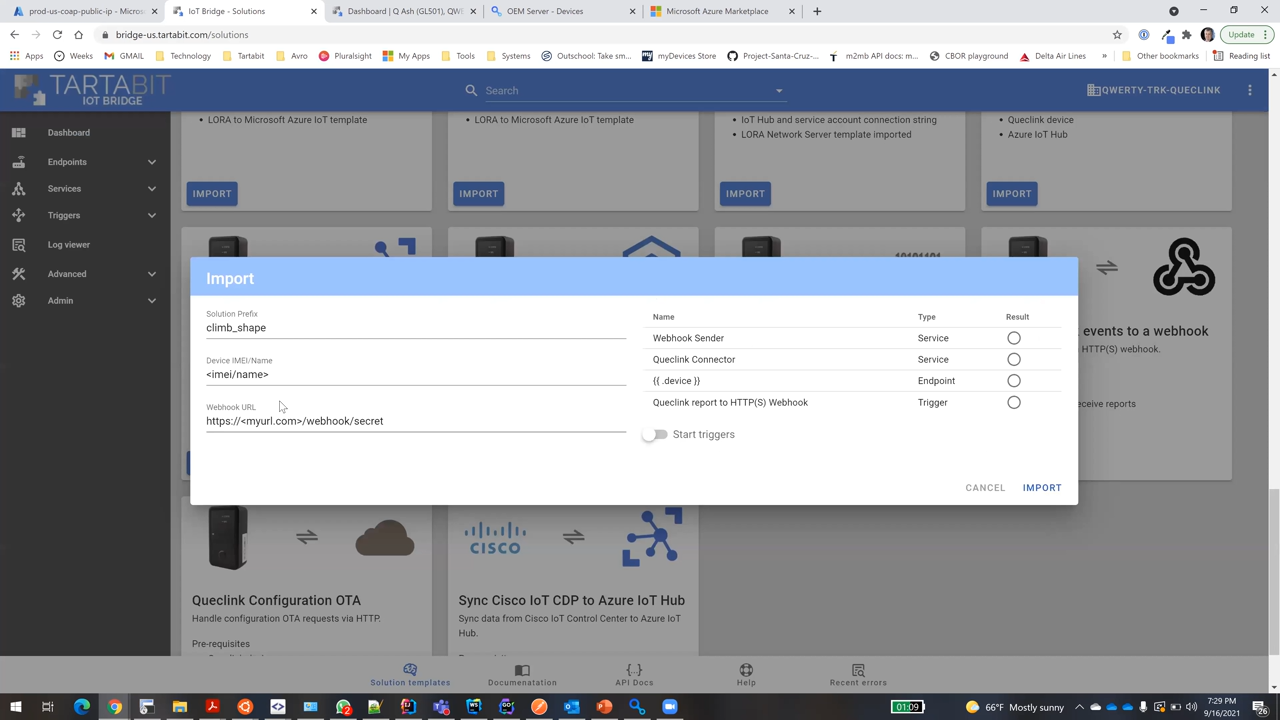 prod-us-coap-public-ip - Micros
IoT Bridge - Solutions
Dashboard | Q Ash (GL501), QWE
OEM Server - Devices
Microsoft Azure Marketplace
bridge-us.tartabit.com/solutions
Update
Apps
Weeks
GMAIL
Technology
Tartabit
Avro
Pluralsight
My Apps
Tools
Systems
Outschool: Take sm...
myDevices Store
Project-Santa-Cruz-...
m2mb API docs: m...
CBOR playground
Delta Air Lines
»
Other bookmarks
Reading list
TARTABIT
IOT BRIDGE
Search
QWERTY-TRK-QUECLINK
Dashboard
Endpoints
Services
Triggers
Log viewer
Advanced
Admin
• LORA to Microsoft Azure IoT template
• LORA to Microsoft Azure IoT template
• IoT Hub and service account connection string
• LORA Network Server template imported
• Queclink device
• Azure IoT Hub
IMPORT
IMPORT
IMPORT
IMPORT
10101101
Import
Solution Prefix
climb_shape
Device IMEI/Name
<imei/name>
Webhook URL
https://<myurl.com>/webhook/secret
Name Type Result
Webhook Sender Service
Queclink Connector Service
{{ .device }} Endpoint
Queclink report to HTTP(S) Webhook Trigger
Start triggers
CANCEL
IMPORT
k events to a webhook
HTTP(S) webhook.
eceive reports
CISCO
Queclink Configuration OTA
Handle configuration OTA requests via HTTP.
Pre-requisites
Sync Cisco IoT CDP to Azure IoT Hub
Sync data from Cisco IoT Control Center to Azure IoT
Hub.
Solution templates
Documenatation
API Docs
Help
Recent errors
01:09
66°F Mostly sunny
7:29 PM
9/16/2021
26